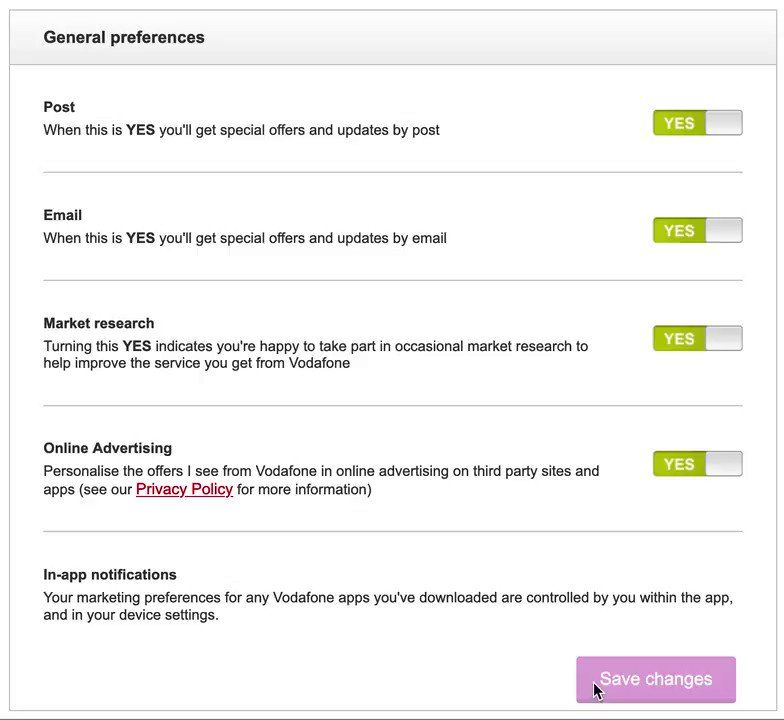 General preferences
Post
When this is YES you'll get special offers and updates by post
YES
Email
When this is YES you'll get special offers and updates by email
YES
Market research
Turning this YES indicates you're happy to take part in occasional market research to
help improve the service you get from Vodafone
YES
Online Advertising
Personalise the offers I see from Vodafone in online advertising on third party sites and
apps (see our Privacy Policy for more information)
YES
In-app notifications
Your marketing preferences for any Vodafone apps you've downloaded are controlled by you within the app,
and in your device settings.
Save changes